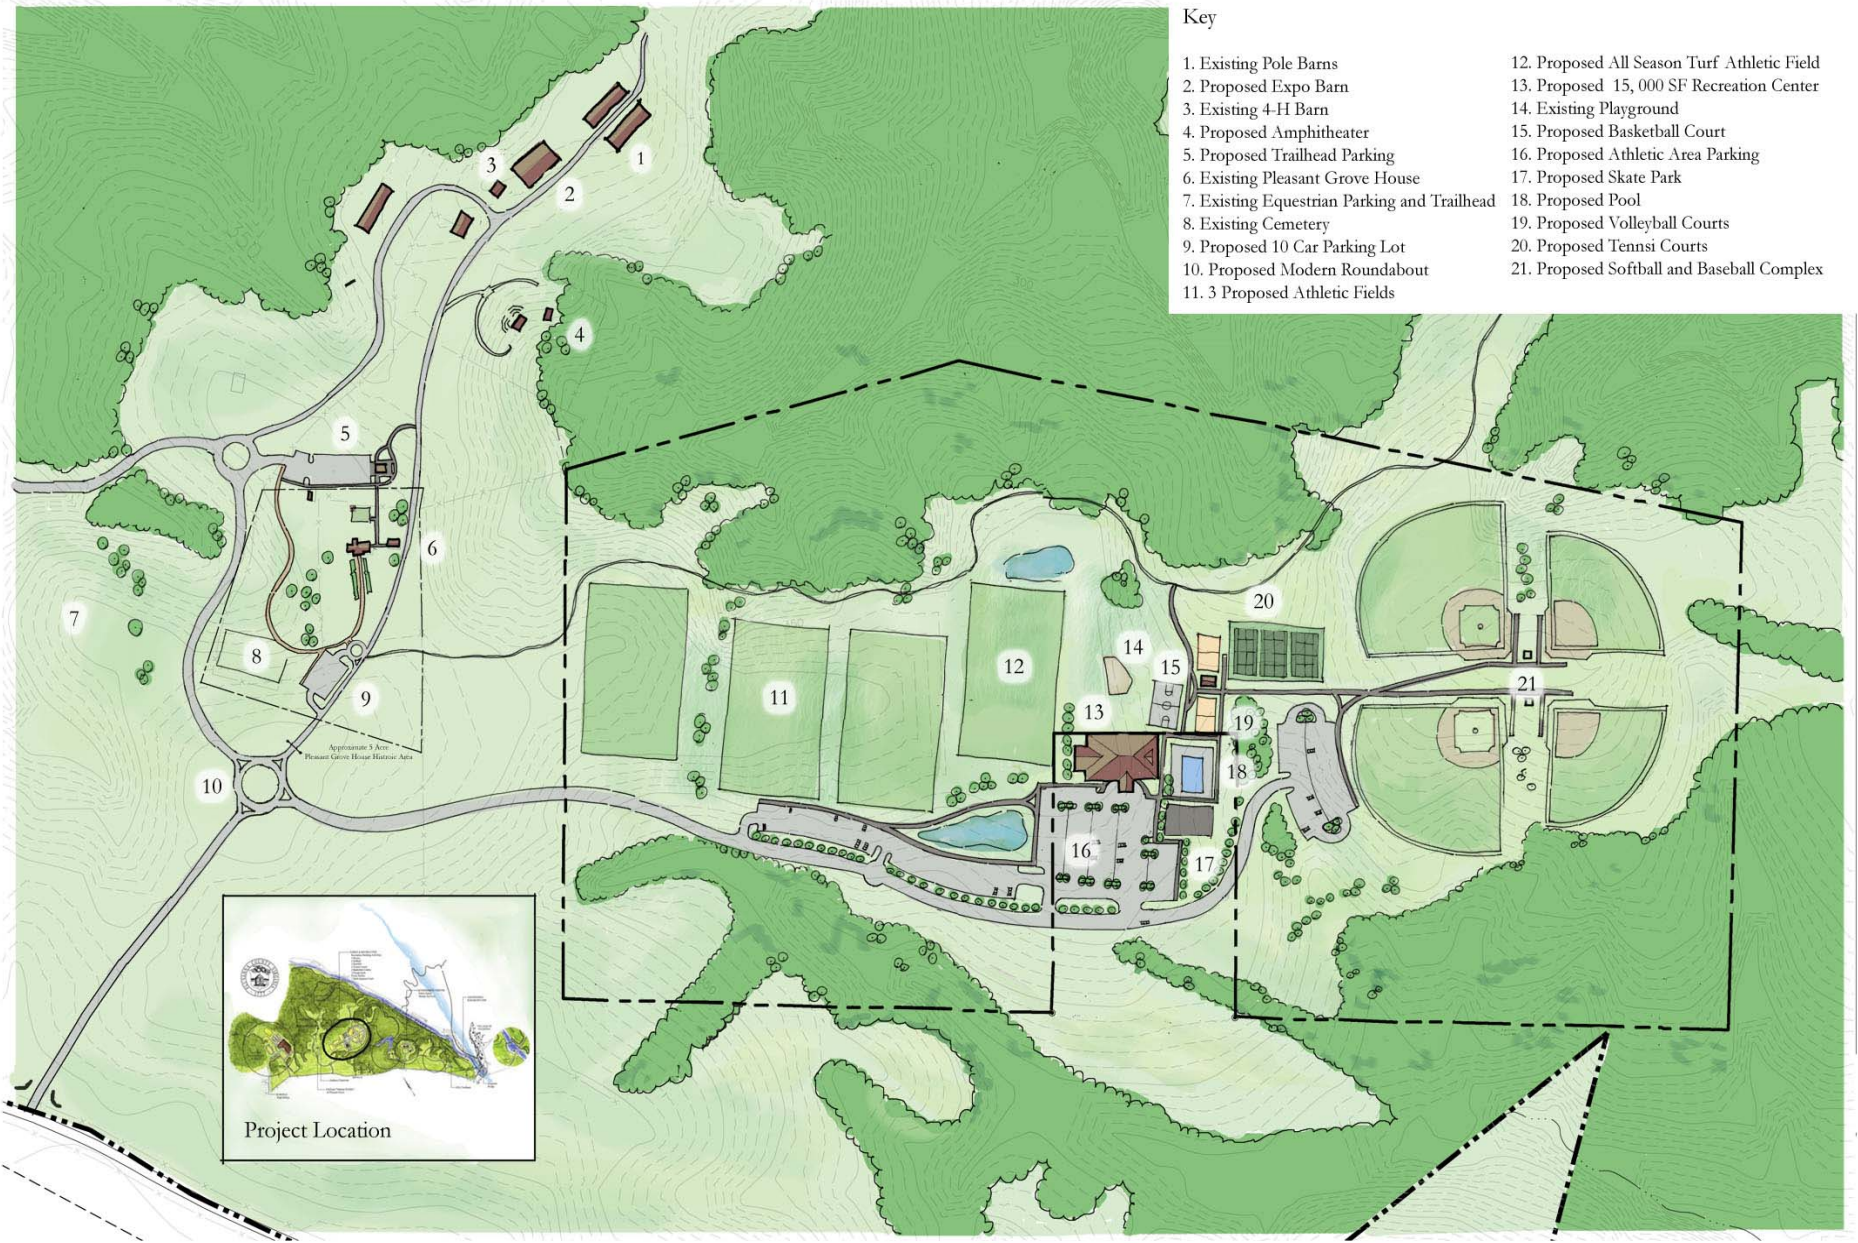 Key
1. Existing Pole Barns
2. Proposed Expo Barn
3. Existing 4-H Barn
4. Proposed Amphitheater
5. Proposed Trailhead Parking
6. Existing Pleasant Grove House
7. Existing Equestrian Parking and Trailhead
8. Existing Cemetery
9. Proposed 10 Car Parking Lot
10. Proposed Modern Roundabout
11. 3 Proposed Athletic Fields
12. Proposed All Season Turf Athletic Field
13. Proposed 15, 000 SF Recreation Center
14. Existing Playground
15. Proposed Basketball Court
16. Proposed Athletic Area Parking
17. Proposed Skate Park
18. Proposed Pool
19. Proposed Volleyball Courts
20. Proposed Tennsi Courts
21. Proposed Softball and Baseball Complex
1
3
2
4
5
6
7
20
8
14
12
15
21
9
11
13
19
Approximate 5 Acre
Pleasant Grove House Historic Area
18
10
16
17
Project Location